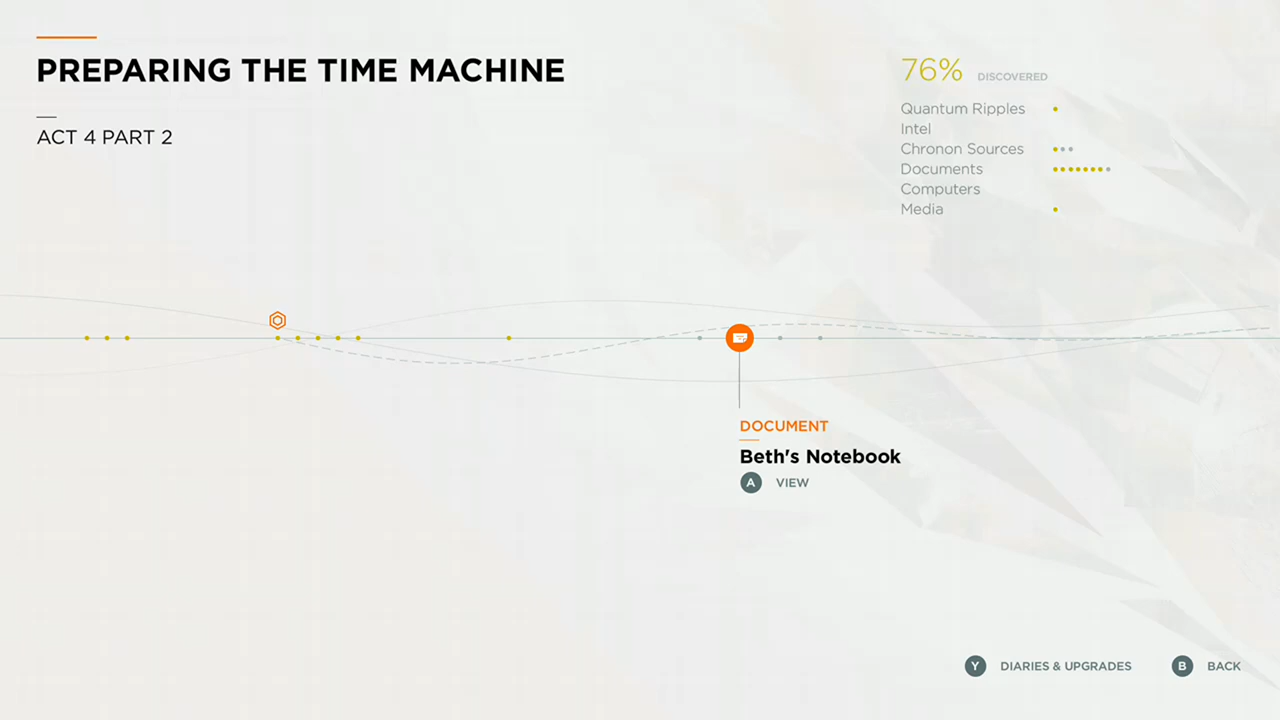 PREPARING THE TIME MACHINE
ACT 4 PART 2
76% DISCOVERED
Quantum Ripples
Intel
Chronon Sources
Documents
Computers
Media
DOCUMENT
Beth's Notebook
A VIEW
Y DIARIES & UPGRADES
B BACK